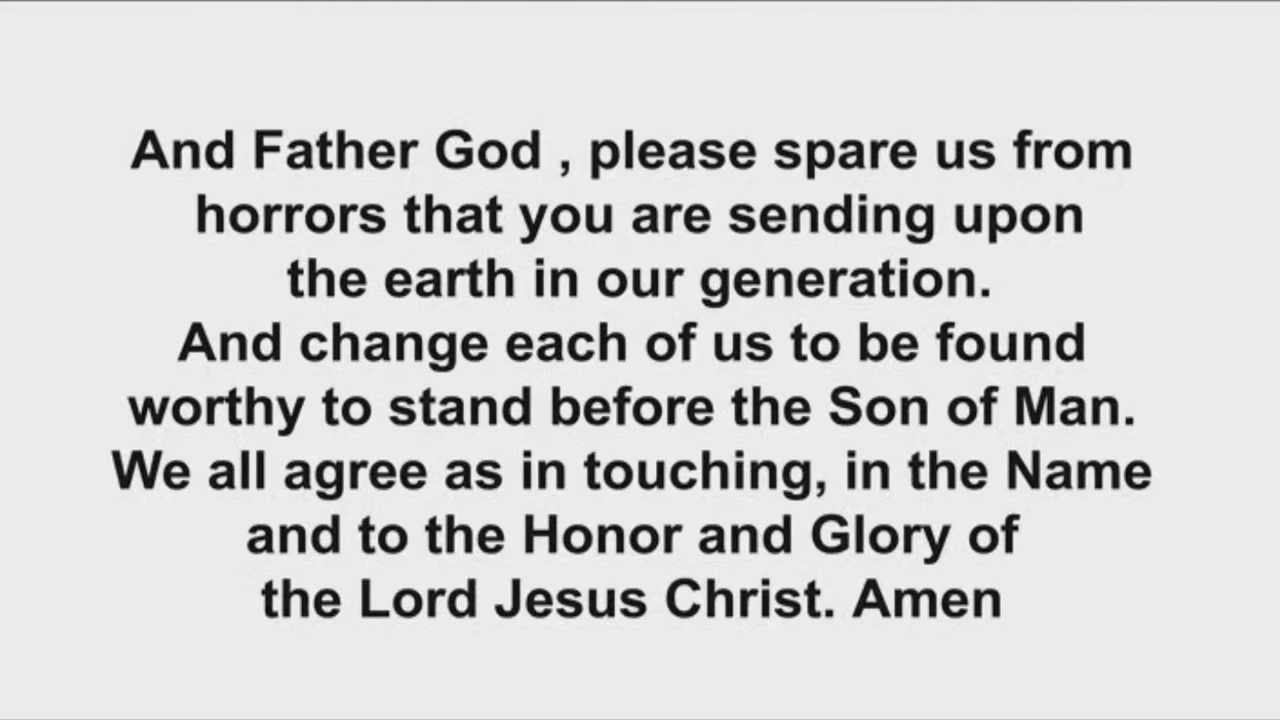 And Father God , please spare us from
horrors that you are sending upon
the earth in our generation.
And change each of us to be found
worthy to stand before the Son of Man.
We all agree as in touching, in the Name
and to the Honor and Glory of
the Lord Jesus Christ. Amen